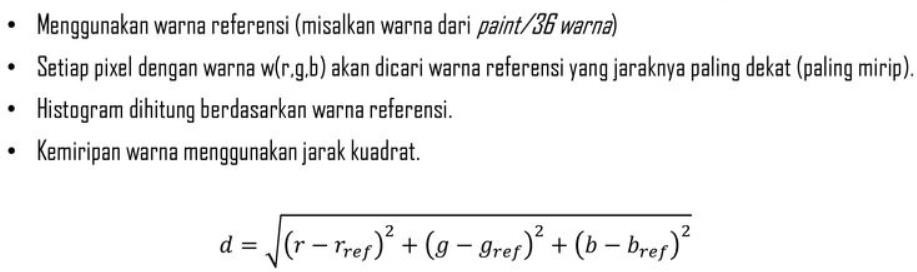 • Menggunakan warna referensi (misalkan warna dari paint/36 warna)
• Setiap pixel dengan warna w(r,g,b) akan dicari warna referensi yang jaraknya paling dekat (paling mirip).
• Histogram dihitung berdasarkan warna referensi.
• Kemiripan warna menggunakan jarak kuadrat.
d = √((r − r_ref)² + (g − g_ref)² + (b − b_ref)²)